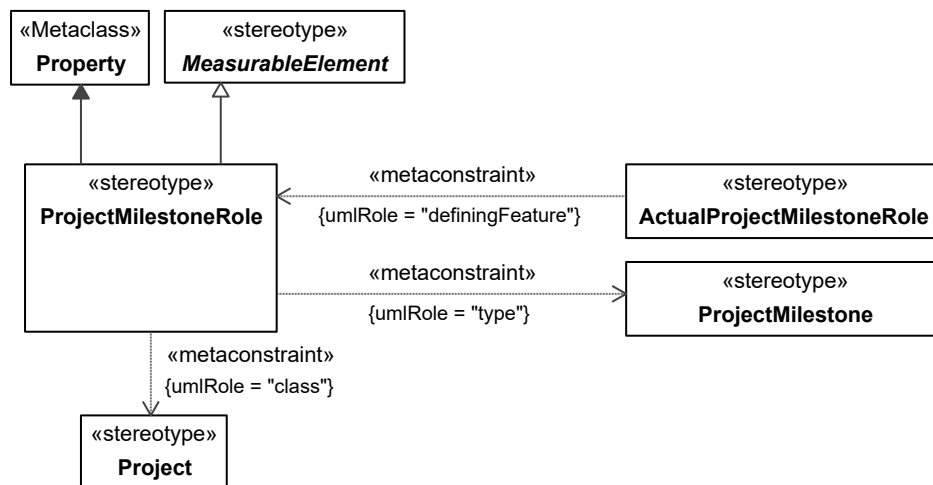 «Metaclass»
Property
«stereotype»
MeasurableElement
«stereotype»
ProjectMilestoneRole
«metaconstraint»
{umlRole = "definingFeature"}
«stereotype»
ActualProjectMilestoneRole
«metaconstraint»
{umlRole = "type"}
«stereotype»
ProjectMilestone
«metaconstraint»
{umlRole = "class"}
«stereotype»
Project